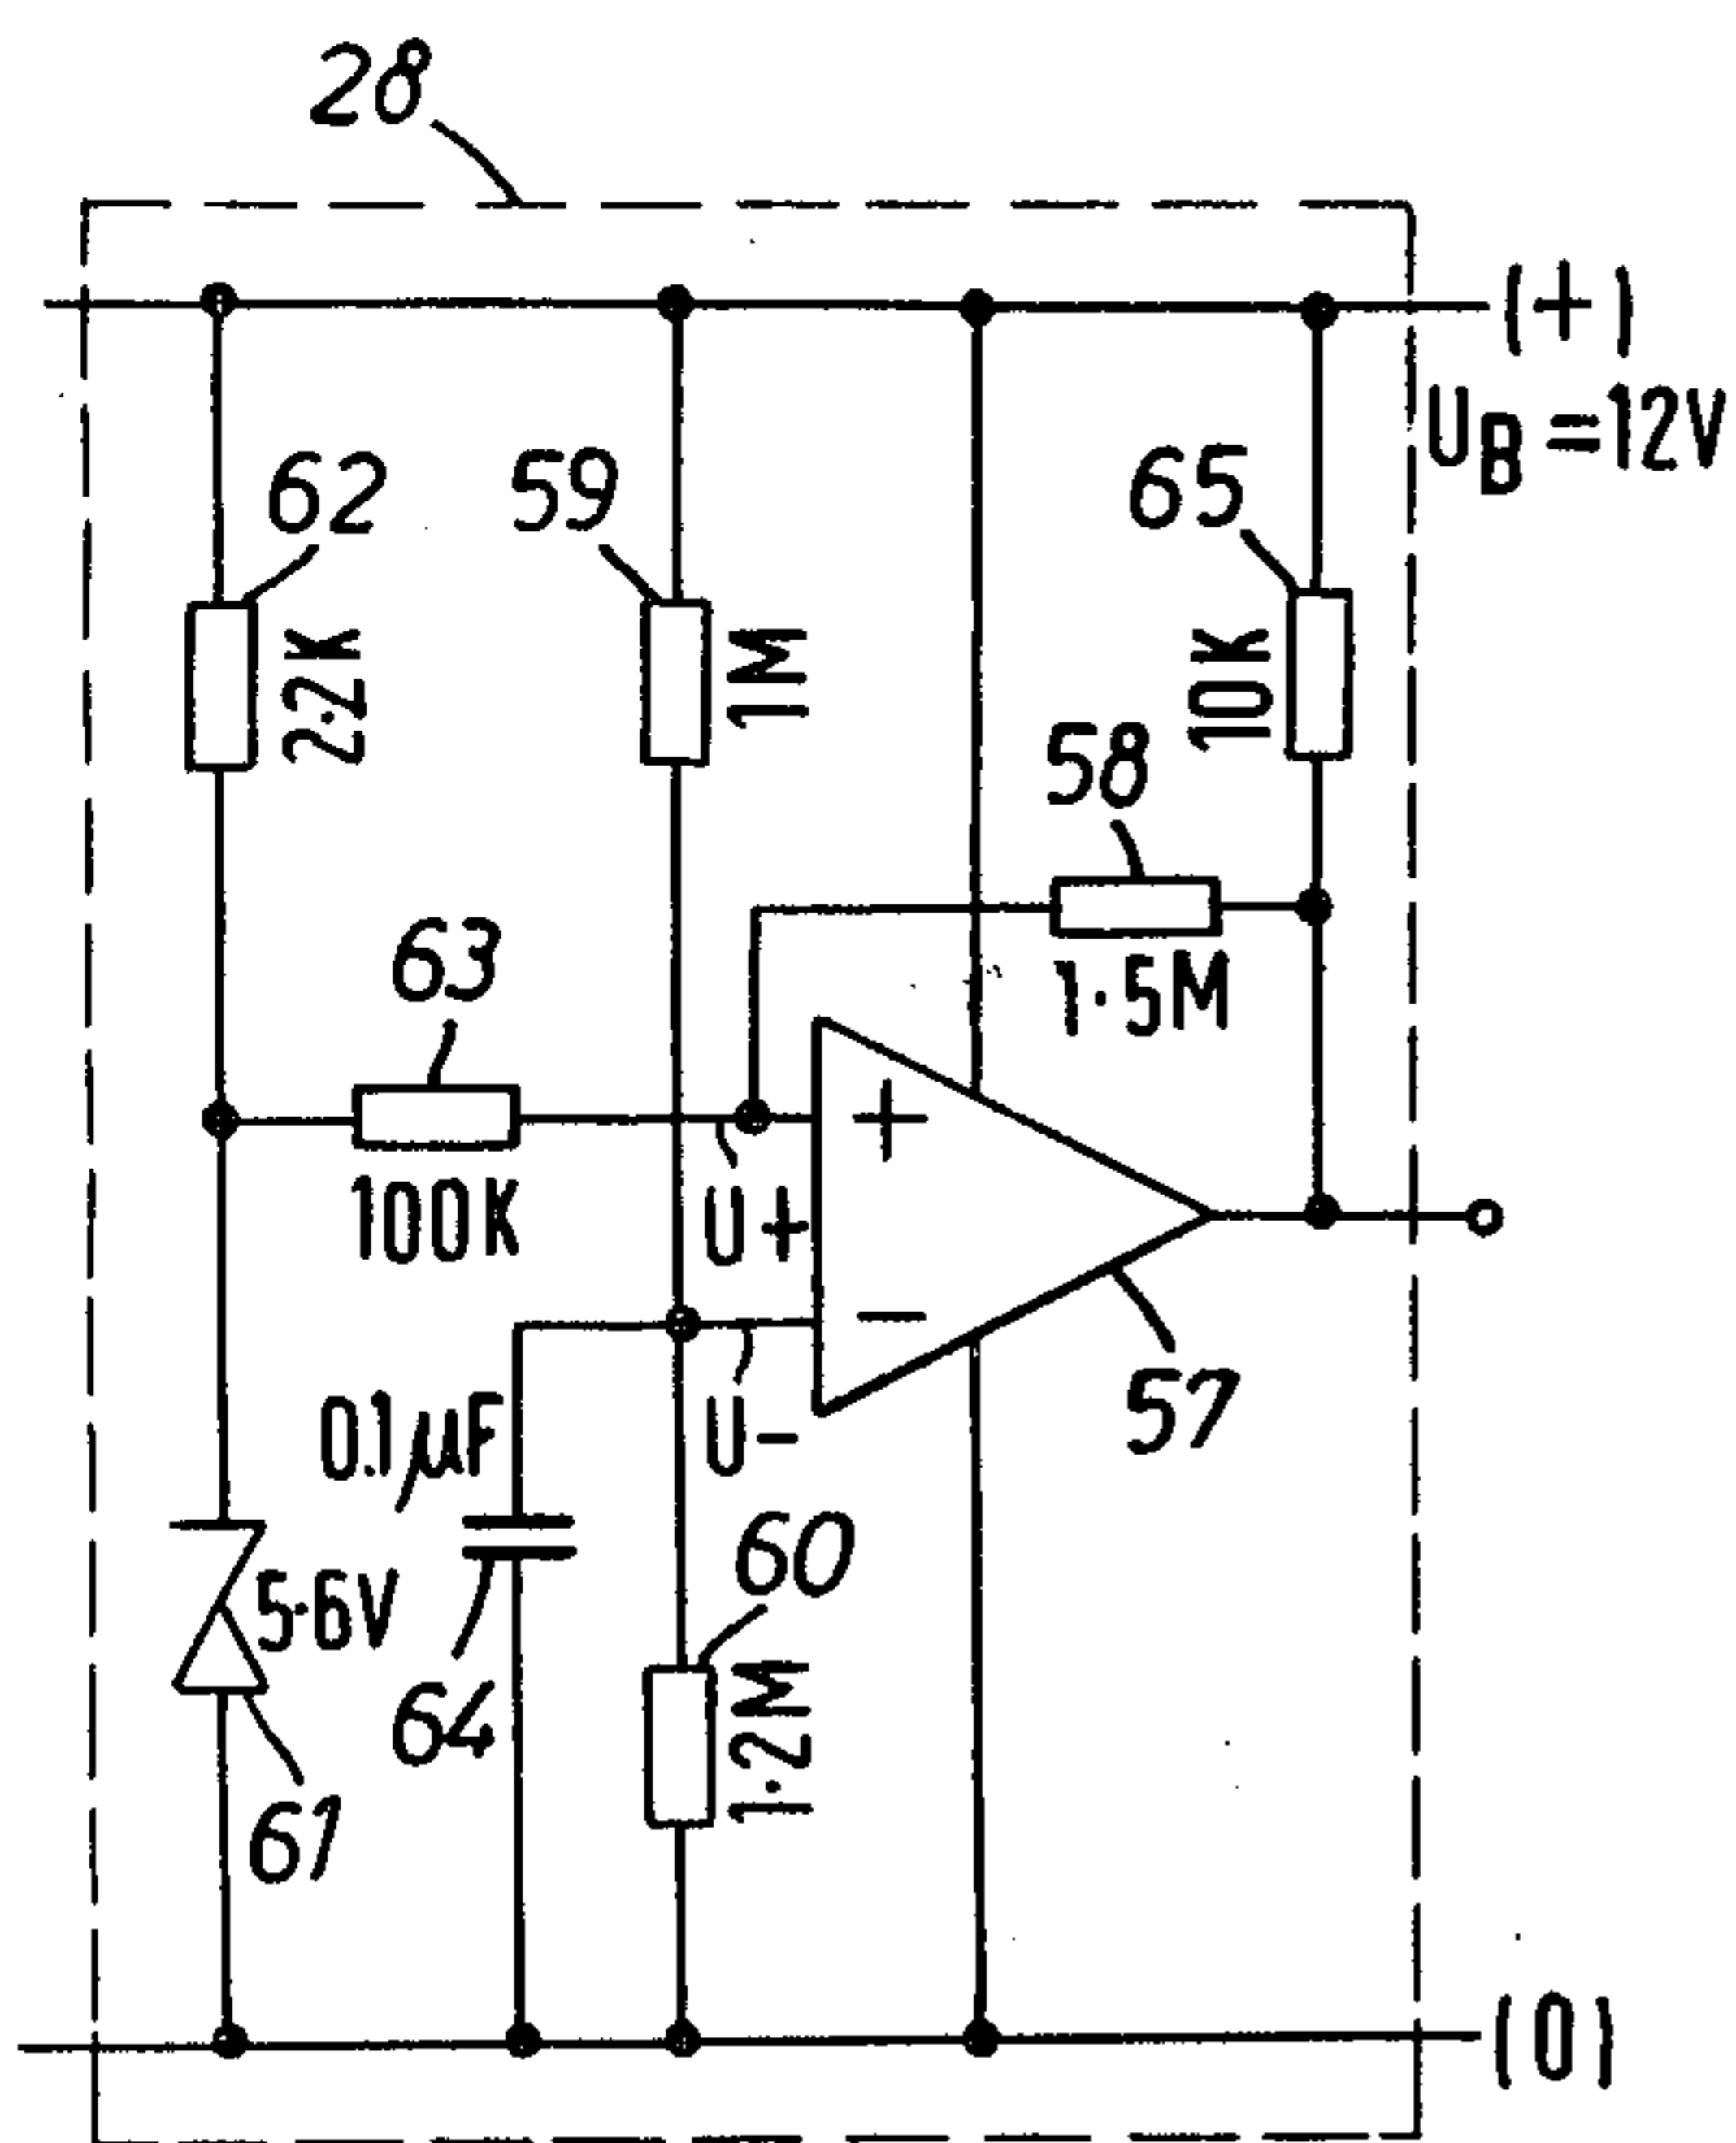 28
(+)
UB=12V
62
59
65
2·2K
1M
10K
58
1·5M
63
100K
U+
U-
57
0.1µF
5·6V
64
60
1·2M
61
(0)
+
-